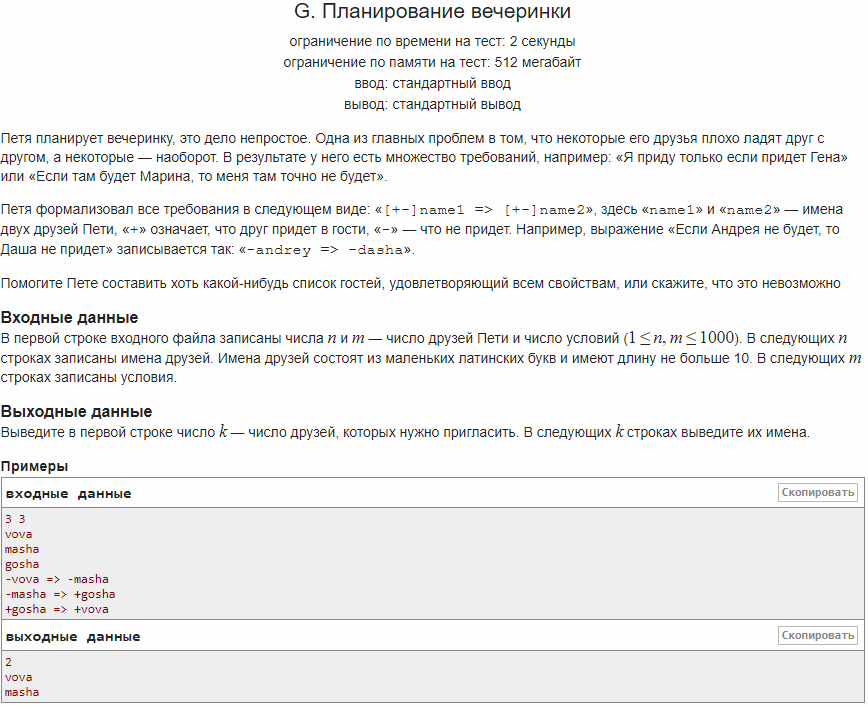 G. Планирование вечеринки
ограничение по времени на тест: 2 секунды
ограничение по памяти на тест: 512 мегабайт
ввод: стандартный ввод
вывод: стандартный вывод
Петя планирует вечеринку, это дело непростое. Одна из главных проблем в том, что некоторые его друзья плохо ладят друг с
другом, а некоторые — наоборот. В результате у него есть множество требований, например: «Я приду только если придет Гена»
или «Если там будет Марина, то меня там точно не будет».
Петя формализовал все требования в следующем виде: «[+-]name1 => [+-]name2», здесь «name1» и «name2» — имена
двух друзей Пети, «+» означает, что друг придет в гости, «-» — что не придет. Например, выражение «Если Андрея не будет, то
Даша не придет» записывается так: «-andrey => -dasha».
Помогите Пете составить хоть какой-нибудь список гостей, удовлетворяющий всем свойствам, или скажите, что это невозможно
Входные данные
В первой строке входного файла записаны числа n и m — число друзей Пети и число условий (1 ≤ n, m ≤ 1000). В следующих n
строках записаны имена друзей. Имена друзей состоят из маленьких латинских букв и имеют длину не больше 10. В следующих m
строках записаны условия.
Выходные данные
Выведите в первой строке число k — число друзей, которых нужно пригласить. В следующих k строках выведите их имена.
Примеры
входные данные
Скопировать
3 3
vova
masha
gosha
-vova => -masha
-masha => +gosha
+gosha => +vova
выходные данные
Скопировать
2
vova
masha